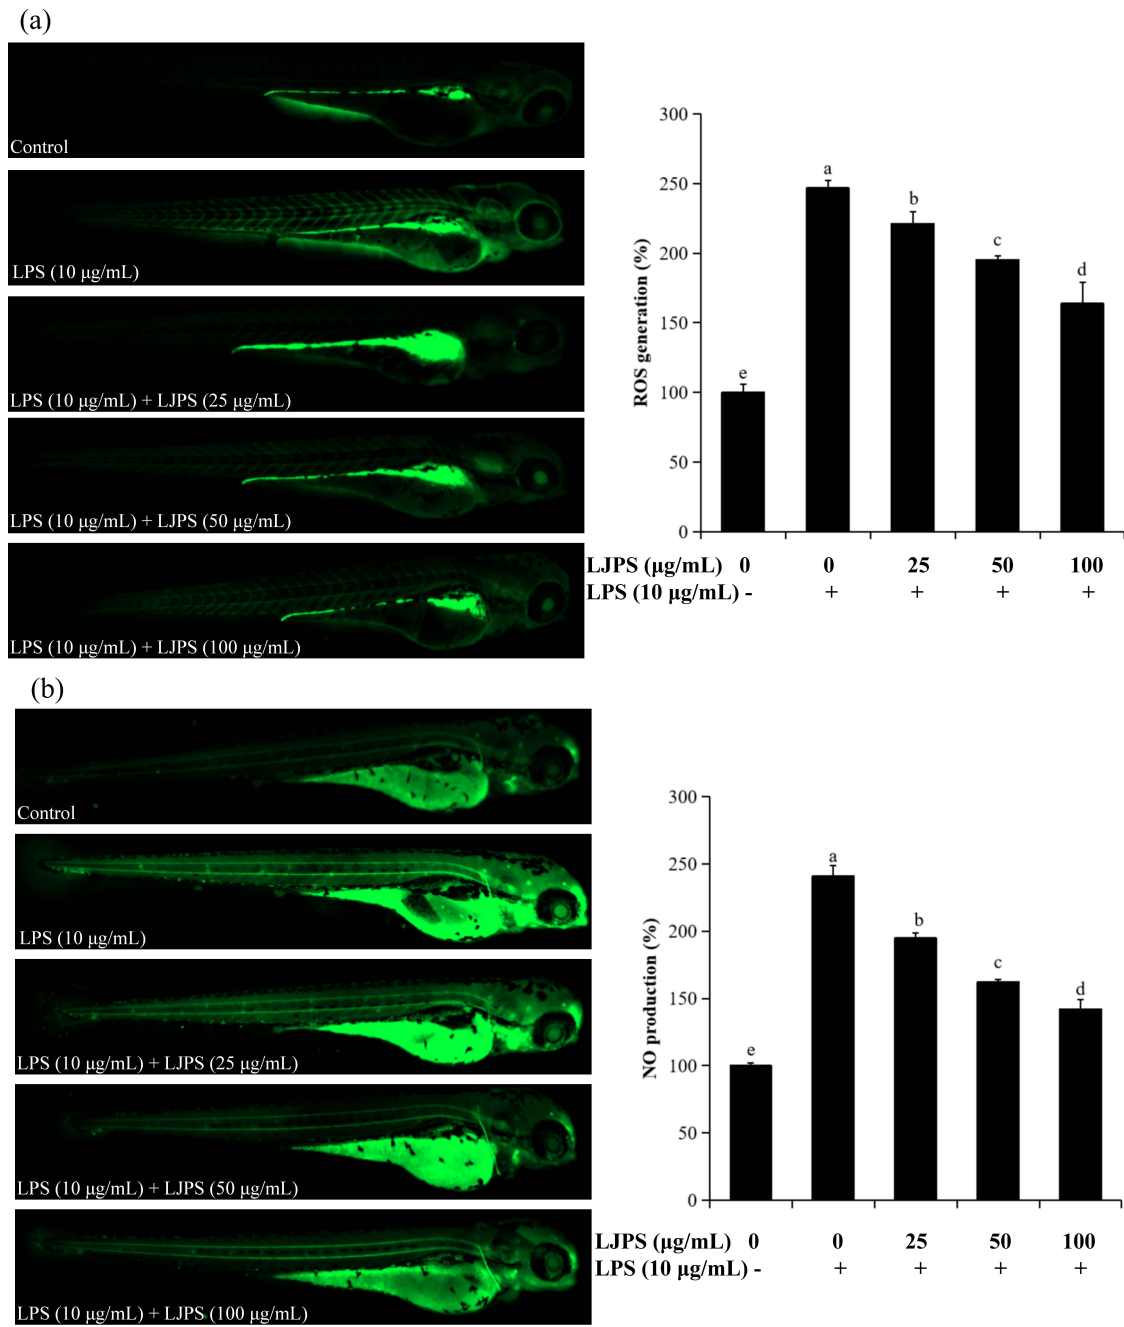 (a)
Control
LPS (10 μg/mL)
LPS (10 μg/mL) + LJPS (25 μg/mL)
LPS (10 μg/mL) + LJPS (50 μg/mL)
LPS (10 μg/mL) + LJPS (100 μg/mL)
ROS generation (%)
300
250
200
150
100
50
0
e
a
b
c
d
LJPS (μg/mL) 0 0 25 50 100
LPS (10 μg/mL) - + + + +
(b)
Control
LPS (10 μg/mL)
LPS (10 μg/mL) + LJPS (25 μg/mL)
LPS (10 μg/mL) + LJPS (50 μg/mL)
LPS (10 μg/mL) + LJPS (100 μg/mL)
NO production (%)
300
250
200
150
100
50
0
e
a
b
c
d
LJPS (μg/mL) 0 0 25 50 100
LPS (10 μg/mL) - + + + +